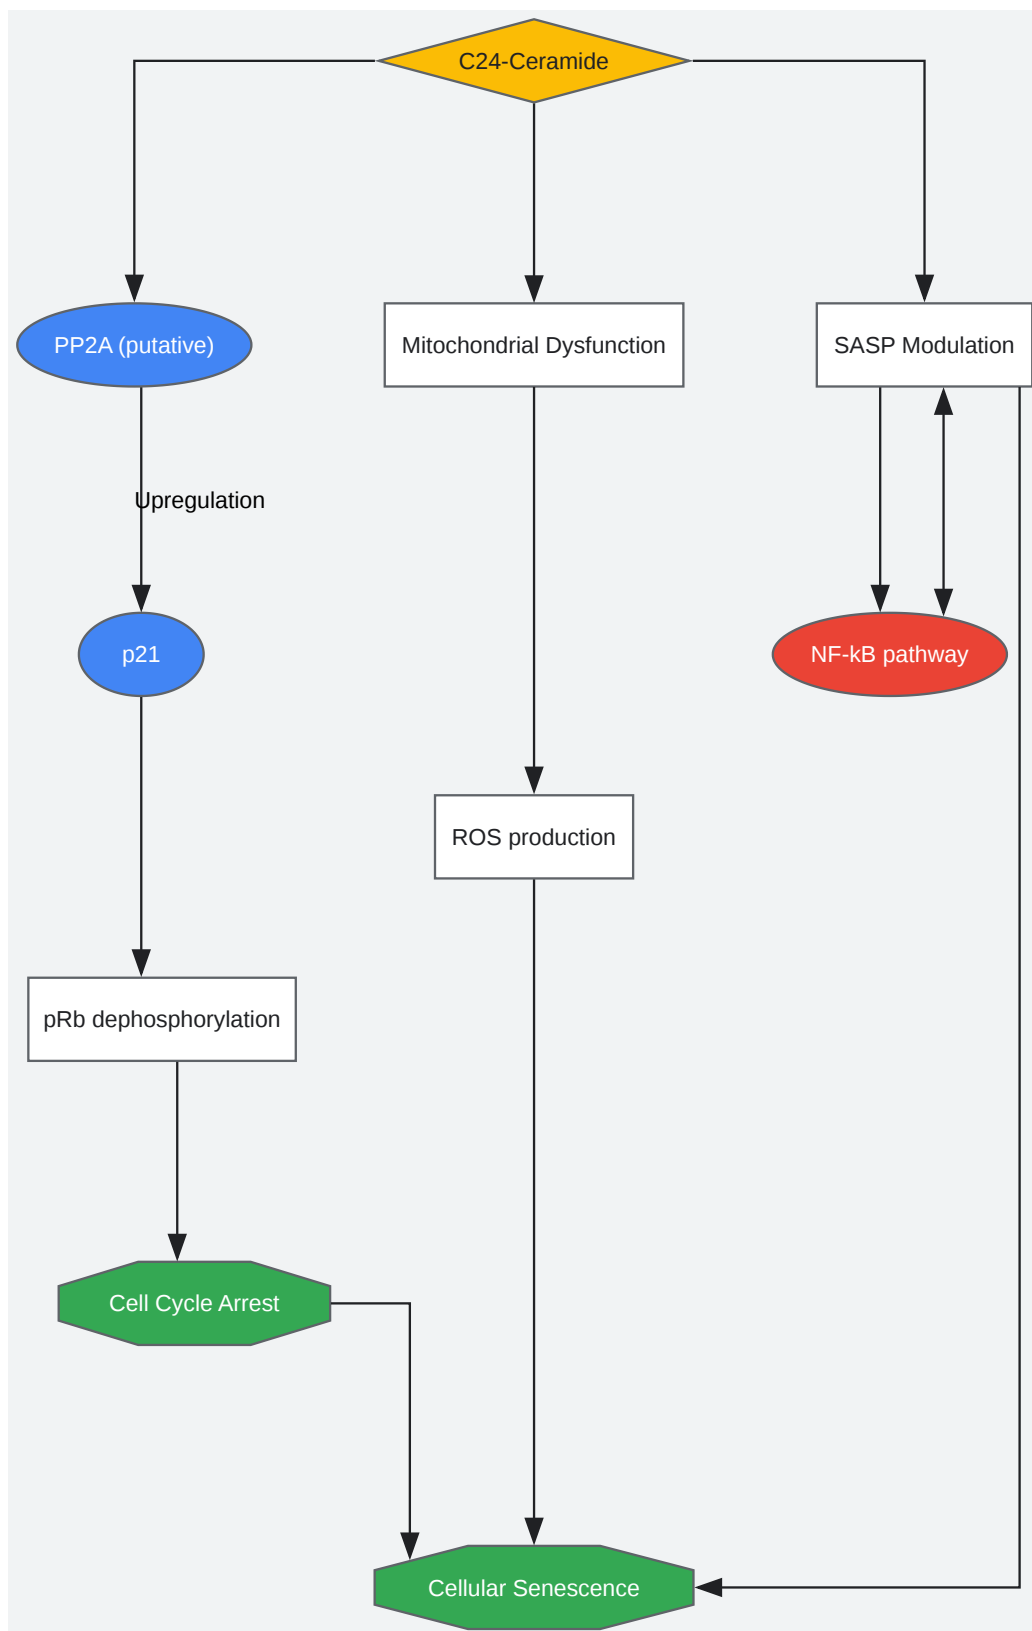 C24-Ceramide
PP2A (putative)
Mitochondrial Dysfunction
SASP Modulation
Upregulation
p21
NF-kB pathway
ROS production
pRb dephosphorylation
Cell Cycle Arrest
Cellular Senescence